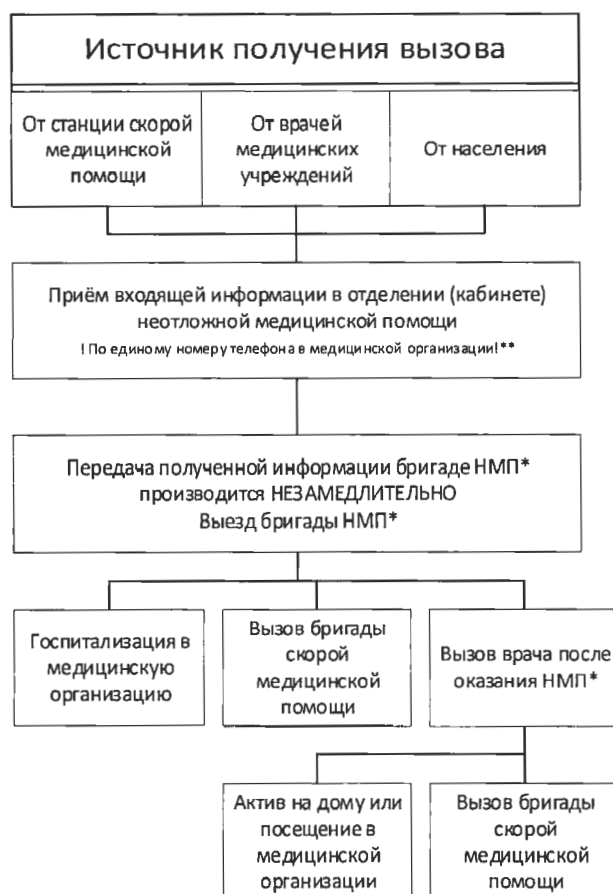 Источник получения вызова
От станции скорой
медицинской
помощи
От врачей
медицинских
учреждений
От населения
Приём входящей информации в отделении (кабинете)
неотложной медицинской помощи
! По единому номеру телефона в медицинской организации!**
Передача полученной информации бригаде НМП*
производится НЕЗАМЕДЛИТЕЛЬНО
Выезд бригады НМП*
Госпитализация в
медицинскую
организацию
Вызов бригады
скорой
медицинской
помощи
Вызов врача после
оказания НМП*
Актив на дому или
посещение в
медицинской
организации
Вызов бригады
скорой
медицинской
помощи